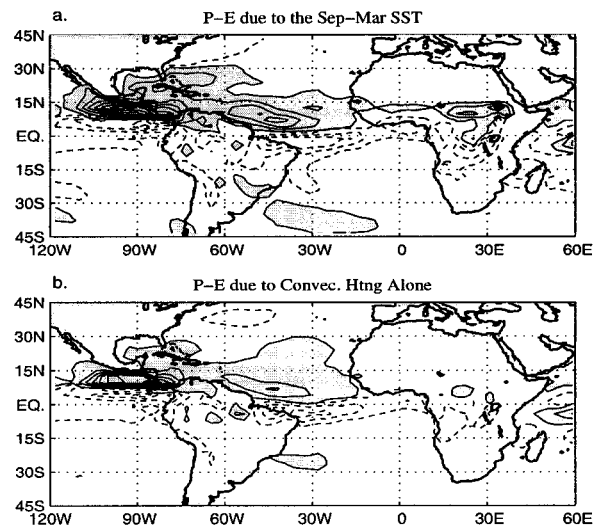 a. P-E due to the Sep-Mar SST
45N
30N
15N
EQ.
15S
30S
45S
120W 90W 60W 30W 0 30E 60E
b. P-E due to Convec. Htng Alone
45N
30N
15N
EQ.
15S
30S
45S
120W 90W 60W 30W 0 30E 60E